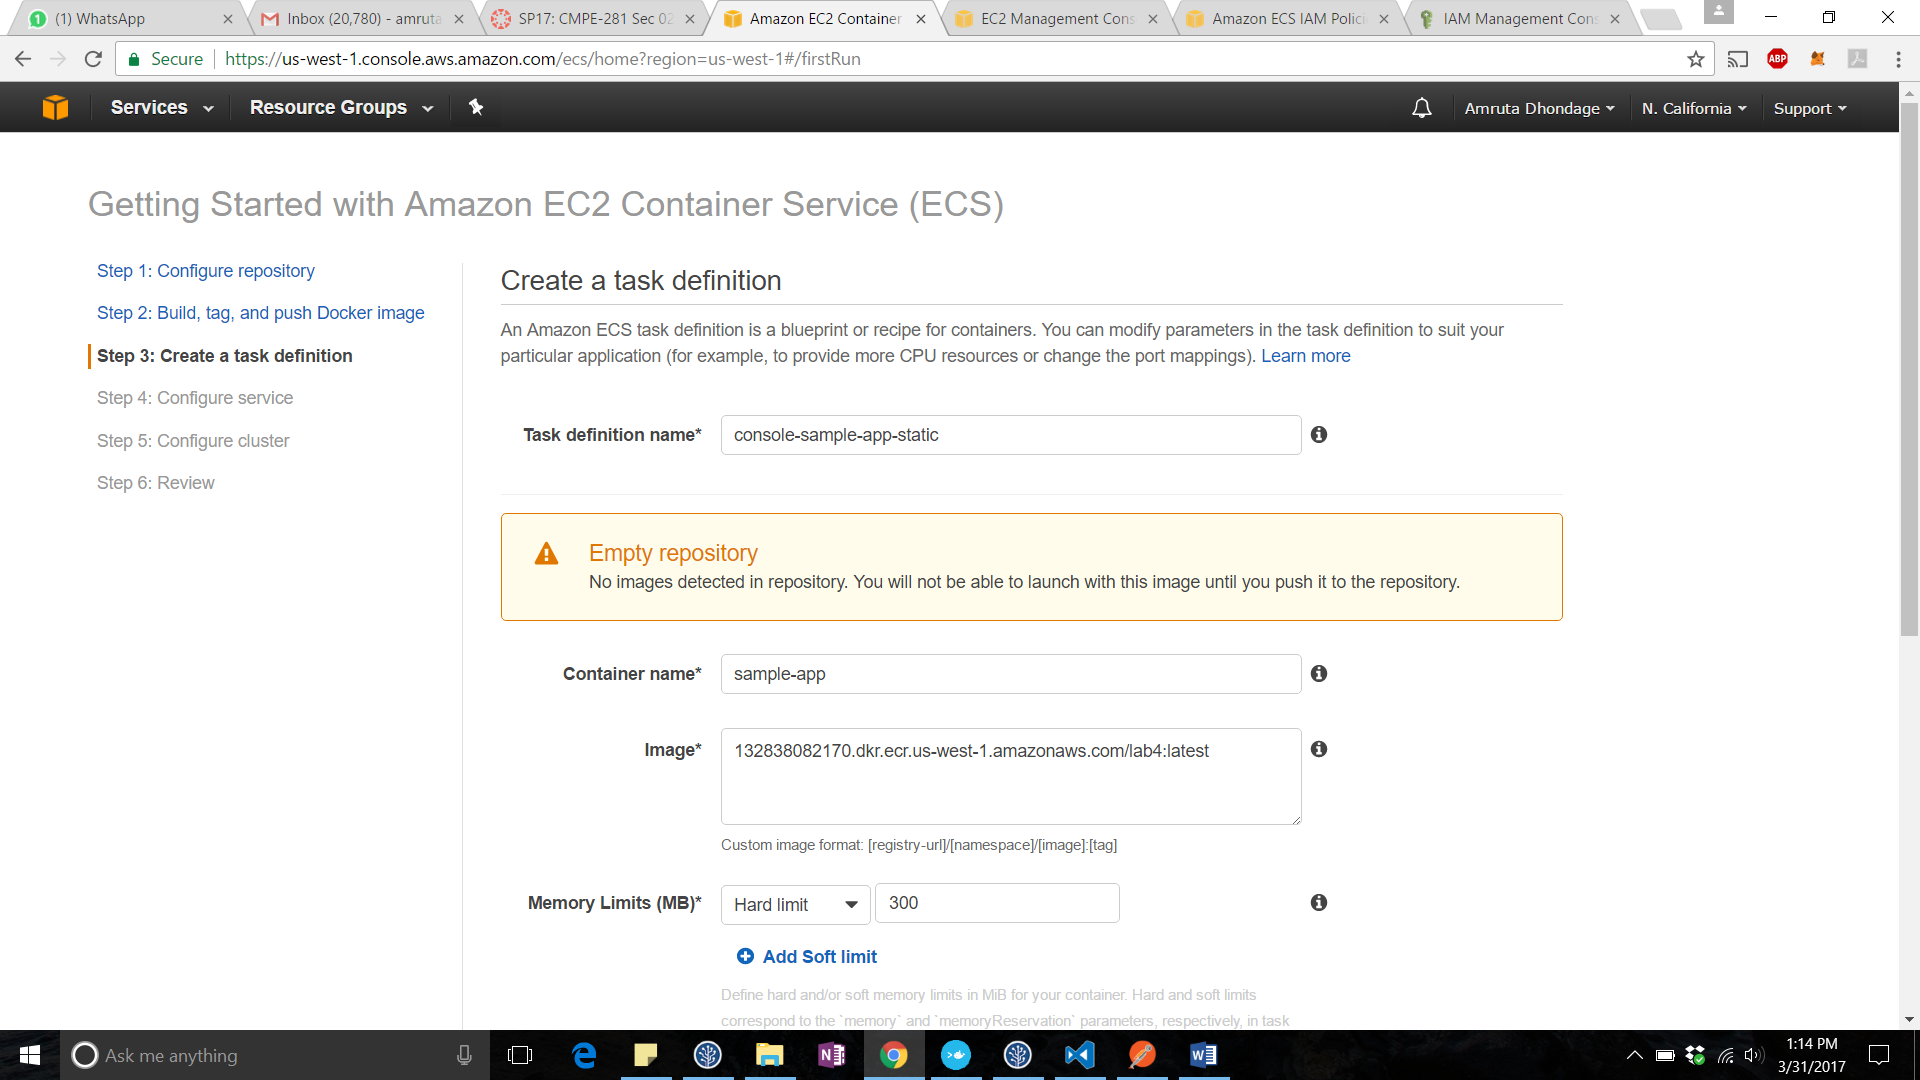 (1) WhatsApp
Inbox (20,780) - amruta
SP17: CMPE-281 Sec 02
Amazon EC2 Container
EC2 Management Cons
Amazon ECS IAM Polici
IAM Management Cons
Secure
https://us-west-1.console.aws.amazon.com/ecs/home?region=us-west-1#/firstRun
ABP
Services
Resource Groups
Amruta Dhondage
N. California
Support
Getting Started with Amazon EC2 Container Service (ECS)
Step 1: Configure repository
Step 2: Build, tag, and push Docker image
Step 3: Create a task definition
Step 4: Configure service
Step 5: Configure cluster
Step 6: Review
Create a task definition
An Amazon ECS task definition is a blueprint or recipe for containers. You can modify parameters in the task definition to suit your
particular application (for example, to provide more CPU resources or change the port mappings). Learn more
Task definition name* console-sample-app-static
Empty repository
No images detected in repository. You will not be able to launch with this image until you push it to the repository.
Container name* sample-app
Image* 132838082170.dkr.ecr.us-west-1.amazonaws.com/lab4:latest
Custom image format: [registry-url]/[namespace]/[image]:[tag]
Memory Limits (MB)* Hard limit 300
Add Soft limit
Define hard and/or soft memory limits in MiB for your container. Hard and soft limits
correspond to the `memory` and `memoryReservation` parameters, respectively, in task
Ask me anything
1:14 PM
3/31/2017